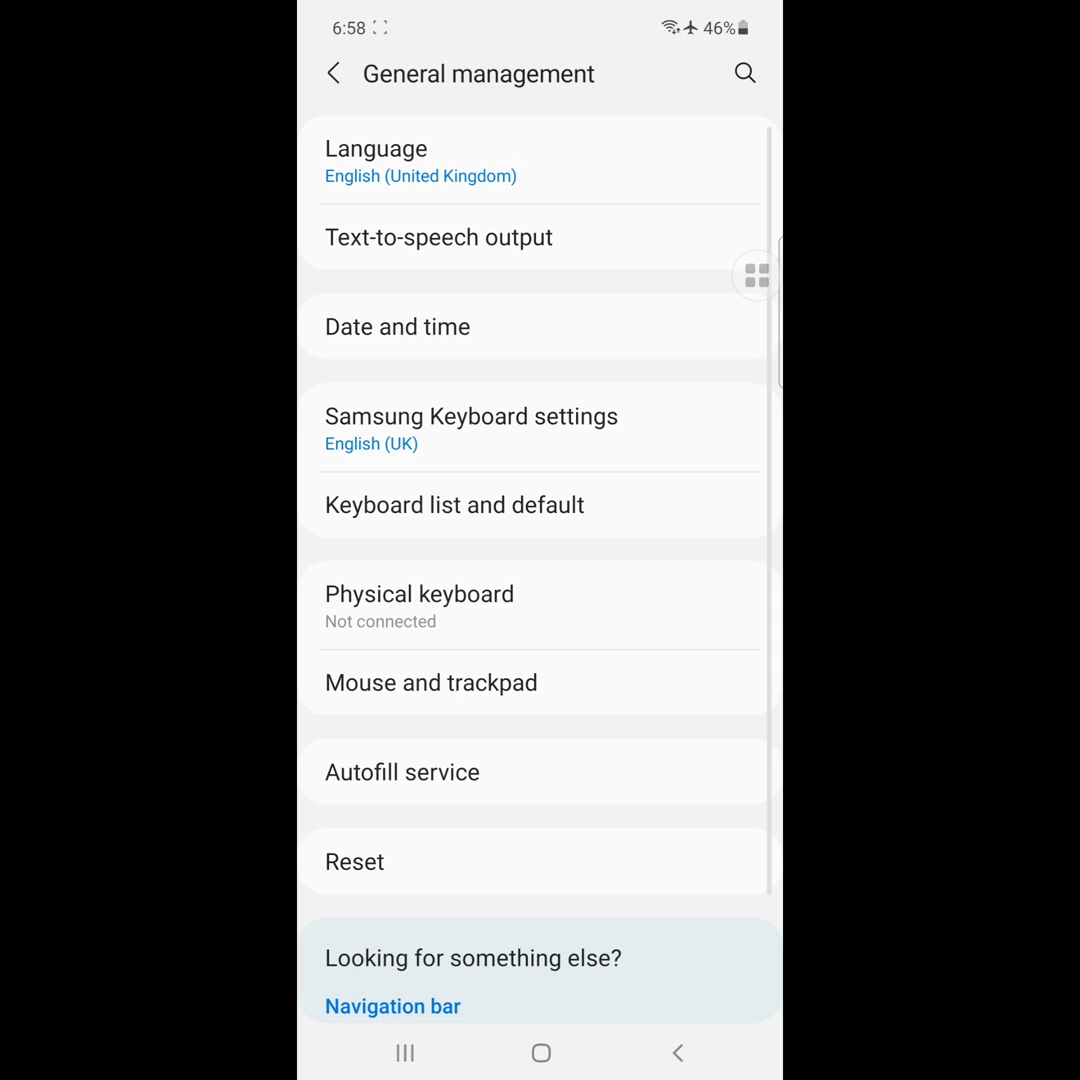 6:58 46%
General management
Language
English (United Kingdom)
Text-to-speech output
Date and time
Samsung Keyboard settings
English (UK)
Keyboard list and default
Physical keyboard
Not connected
Mouse and trackpad
Autofill service
Reset
Looking for something else?
Navigation bar